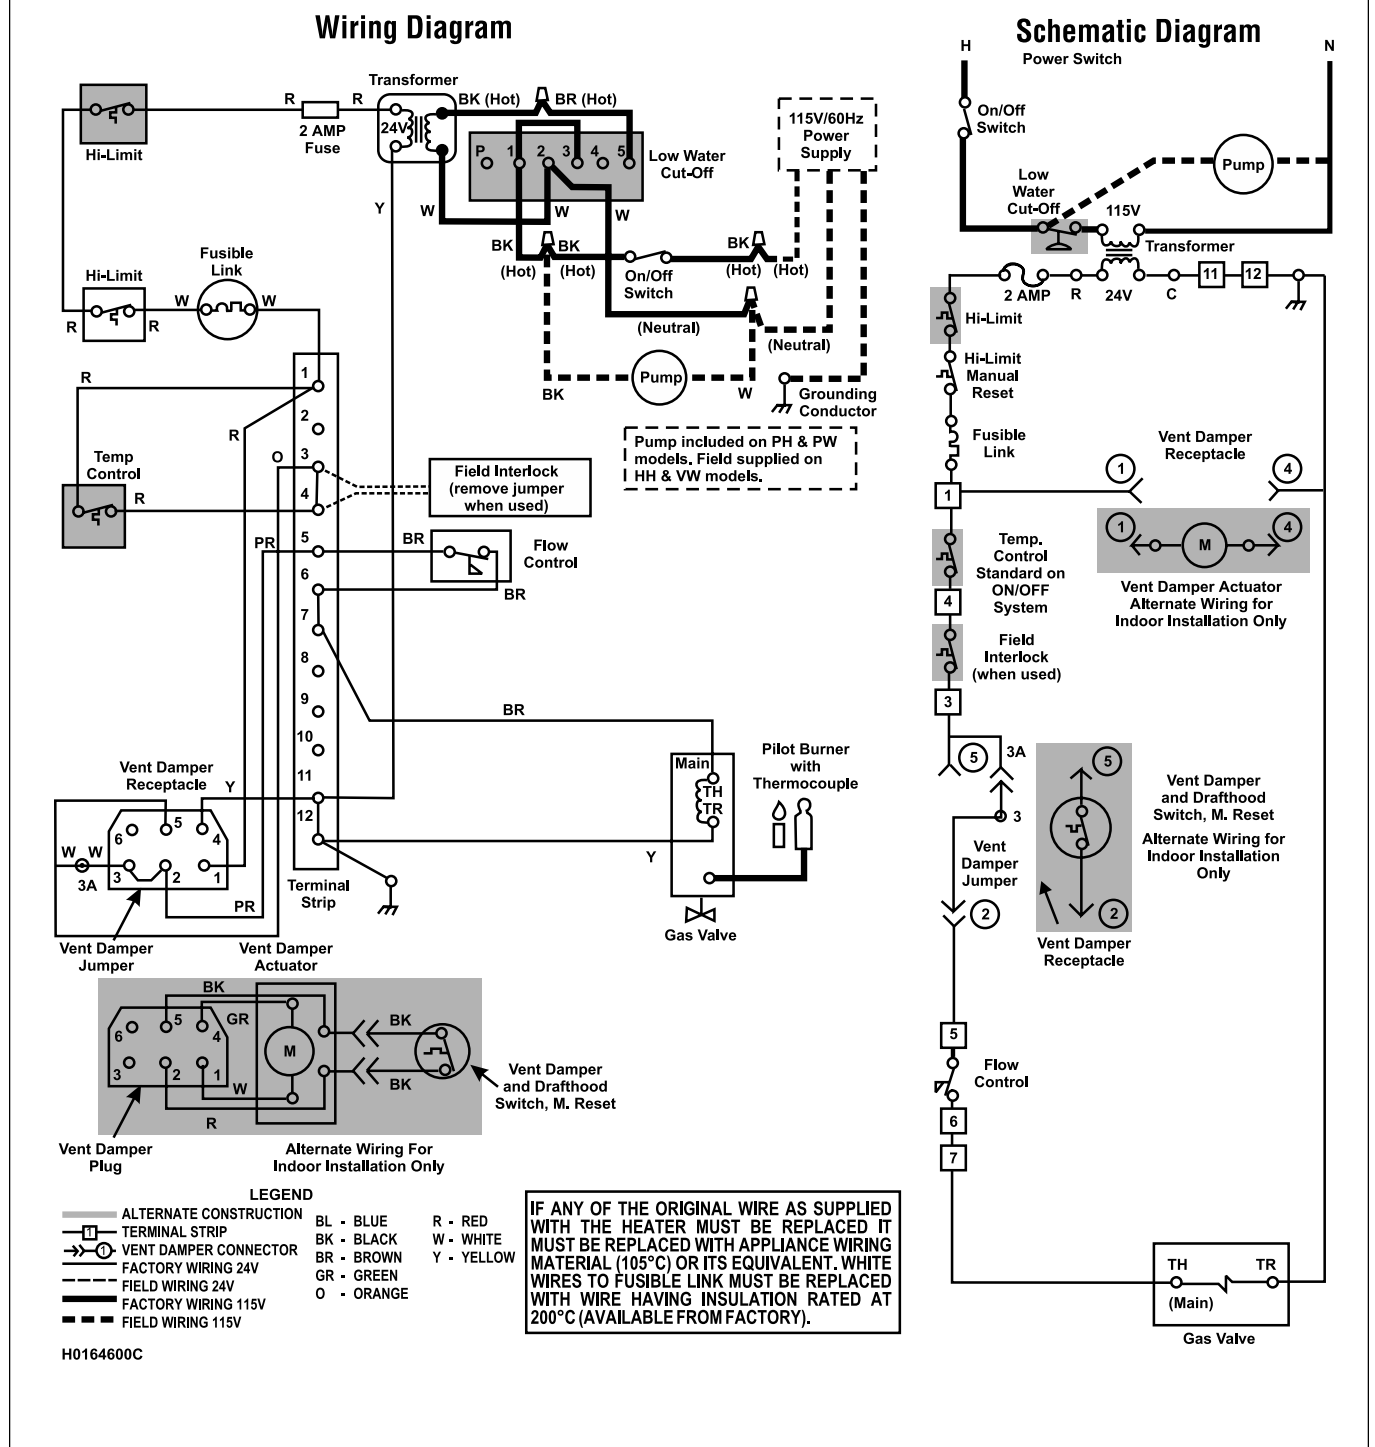 Wiring Diagram
Transformer
BK (Hot)
BR (Hot)
R
R
2 AMP
Fuse
24V
Hi-Limit
P
1
2
3
4
5
Low Water
Cut-Off
115V/60Hz
Power
Supply
Y
W
W
W
BK
(Hot)
BK
(Hot)
On/Off
Switch
BK
(Hot)
(Hot)
(Neutral)
(Neutral)
Hi-Limit
R
R
W
Fusible
Link
W
BK
Pump
W
Grounding
Conductor
Pump included on PH & PW
models. Field supplied on
HH & VW models.
R
R
O
Temp
Control
R
1
2
3
4
5
6
7
8
9
10
11
12
Field Interlock
(remove jumper
when used)
PR
BR
Flow
Control
BR
BR
Main
TH
TR
Pilot Burner
with
Thermocouple
Y
Gas Valve
Vent Damper
Receptacle
Y
6
5
4
3
2
1
W
W
3A
PR
Terminal
Strip
Vent Damper
Jumper
Vent Damper
Actuator
BK
GR
6
5
4
3
2
1
W
R
M
BK
BK
Vent Damper
and Drafthood
Switch, M. Reset
Vent Damper
Plug
Alternate Wiring For
Indoor Installation Only
LEGEND
ALTERNATE CONSTRUCTION
1
TERMINAL STRIP
1
VENT DAMPER CONNECTOR
FACTORY WIRING 24V
FIELD WIRING 24V
FACTORY WIRING 115V
FIELD WIRING 115V
BL - BLUE
BK - BLACK
BR - BROWN
GR - GREEN
O - ORANGE
R - RED
W - WHITE
Y - YELLOW
IF ANY OF THE ORIGINAL WIRE AS SUPPLIED
WITH THE HEATER MUST BE REPLACED IT
MUST BE REPLACED WITH APPLIANCE WIRING
MATERIAL (105°C) OR ITS EQUIVALENT. WHITE
WIRES TO FUSIBLE LINK MUST BE REPLACED
WITH WIRE HAVING INSULATION RATED AT
200°C (AVAILABLE FROM FACTORY).
H0164600C
Schematic Diagram
H
Power Switch
N
On/Off
Switch
Pump
Low
Water
Cut-Off
115V
Transformer
2 AMP
R
24V
C
11
12
Hi-Limit
Hi-Limit
Manual
Reset
Fusible
Link
Vent Damper
Receptacle
1
4
1
1
M
4
Vent Damper Actuator
Alternate Wiring for
Indoor Installation Only
Temp.
Control
Standard on
ON/OFF
System
4
Field
Interlock
(when used)
3
5
3A
3
Vent
Damper
Jumper
2
5
2
Vent Damper
Receptacle
Vent Damper
and Drafthood
Switch, M. Reset
Alternate Wiring for
Indoor Installation
Only
5
Flow
Control
6
7
TH
TR
(Main)
Gas Valve